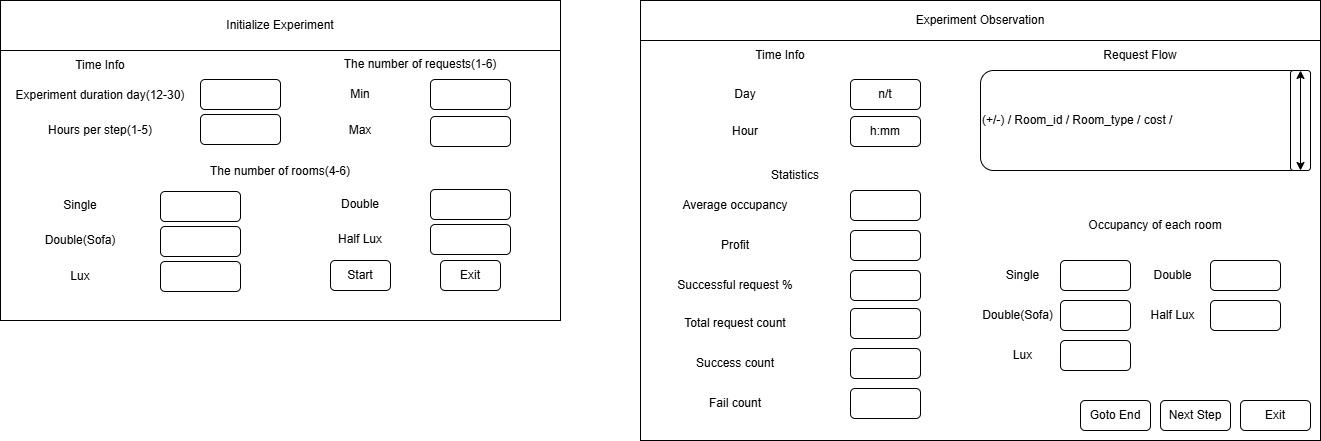 Initialize Experiment
Time Info
The number of requests(1-6)
Experiment duration day(12-30)
Min
Hours per step(1-5)
Max
The number of rooms(4-6)
Single
Double
Double(Sofa)
Half Lux
Lux
Start
Exit
Experiment Observation
Time Info
Day
n/t
Hour
h:mm
Statistics
Average occupancy
Profit
Successful request %
Total request count
Success count
Fail count
Request Flow
(+/-) / Room_id / Room_type / cost /
Occupancy of each room
Single
Double
Double(Sofa)
Half Lux
Lux
Goto End
Next Step
Exit